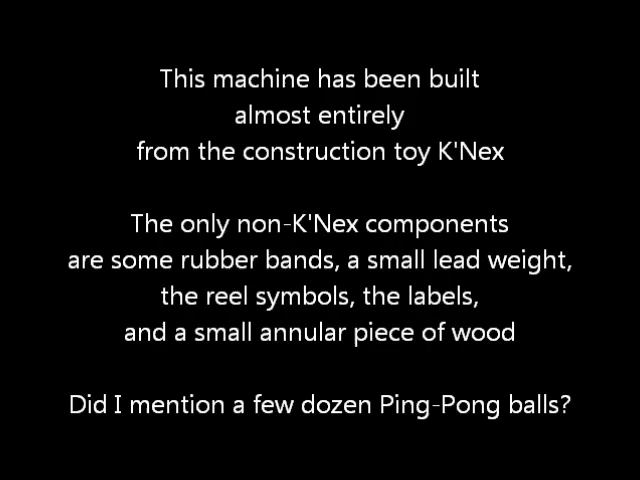 This machine has been built
almost entirely
from the construction toy K'Nex
The only non-K'Nex components
are some rubber bands, a small lead weight,
the reel symbols, the labels,
and a small annular piece of wood
Did I mention a few dozen Ping-Pong balls?